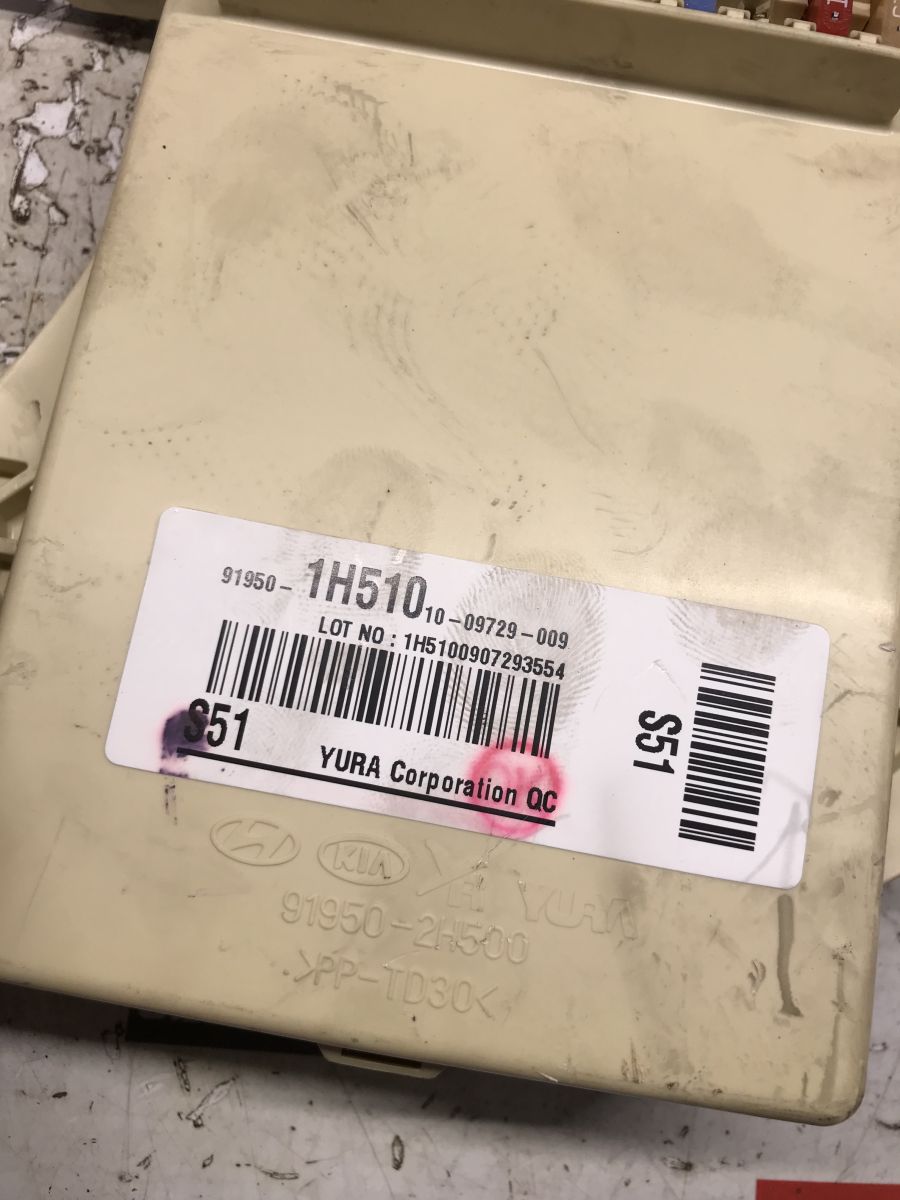 91950- 1H510 10-09729-009
LOT NO : 1H5100907293554
S51
YURA Corporation QC
S51
KIA YURA
91950-2H500
>PP-TD30<